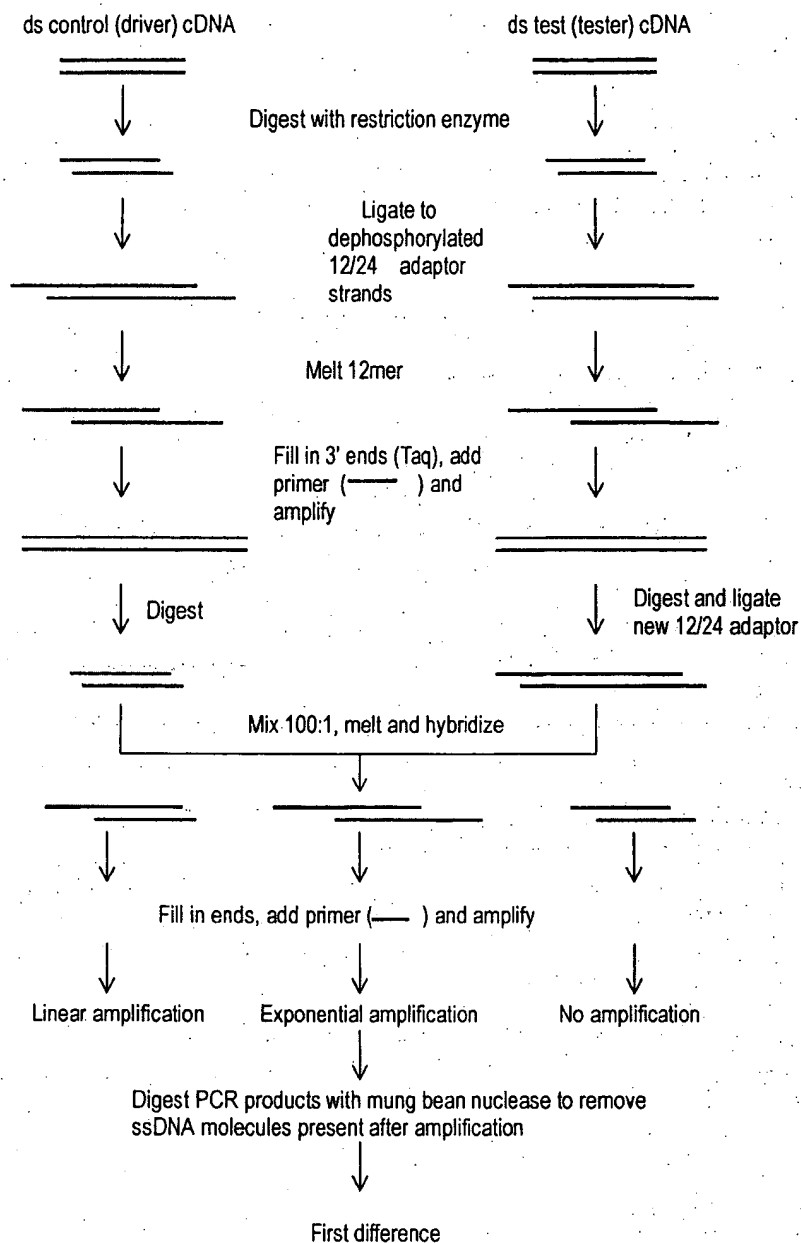 ds control (driver) cDNA
ds test (tester) cDNA
Digest with restriction enzyme
Ligate to
dephosphorylated
12/24 adaptor
strands
Melt 12mer
Fill in 3' ends (Taq), add
primer ( ) and
amplify
Digest
Digest and ligate
new 12/24 adaptor
Mix 100:1, melt and hybridize
Fill in ends, add primer ( ) and amplify
Linear amplification
Exponential amplification
No amplification
Digest PCR products with mung bean nuclease to remove
ssDNA molecules present after amplification
First difference